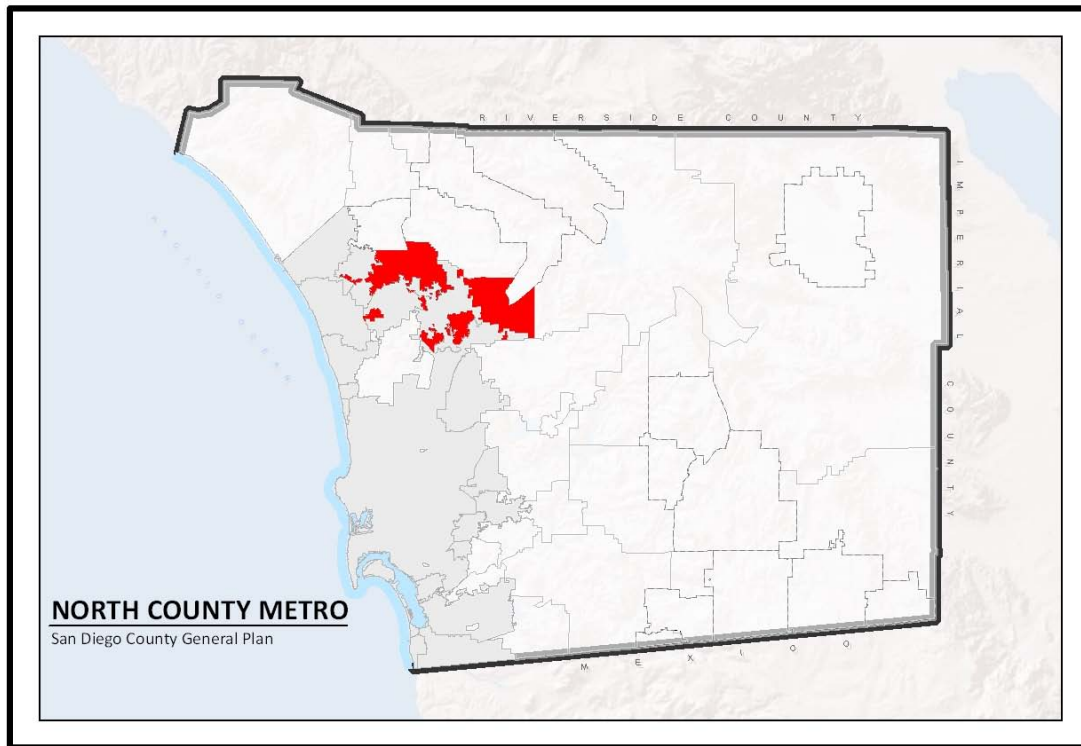 RIVERSIDE COUNTY
IMPERIAL COUNTY
NORTH COUNTY METRO
San Diego County General Plan
MEXICO